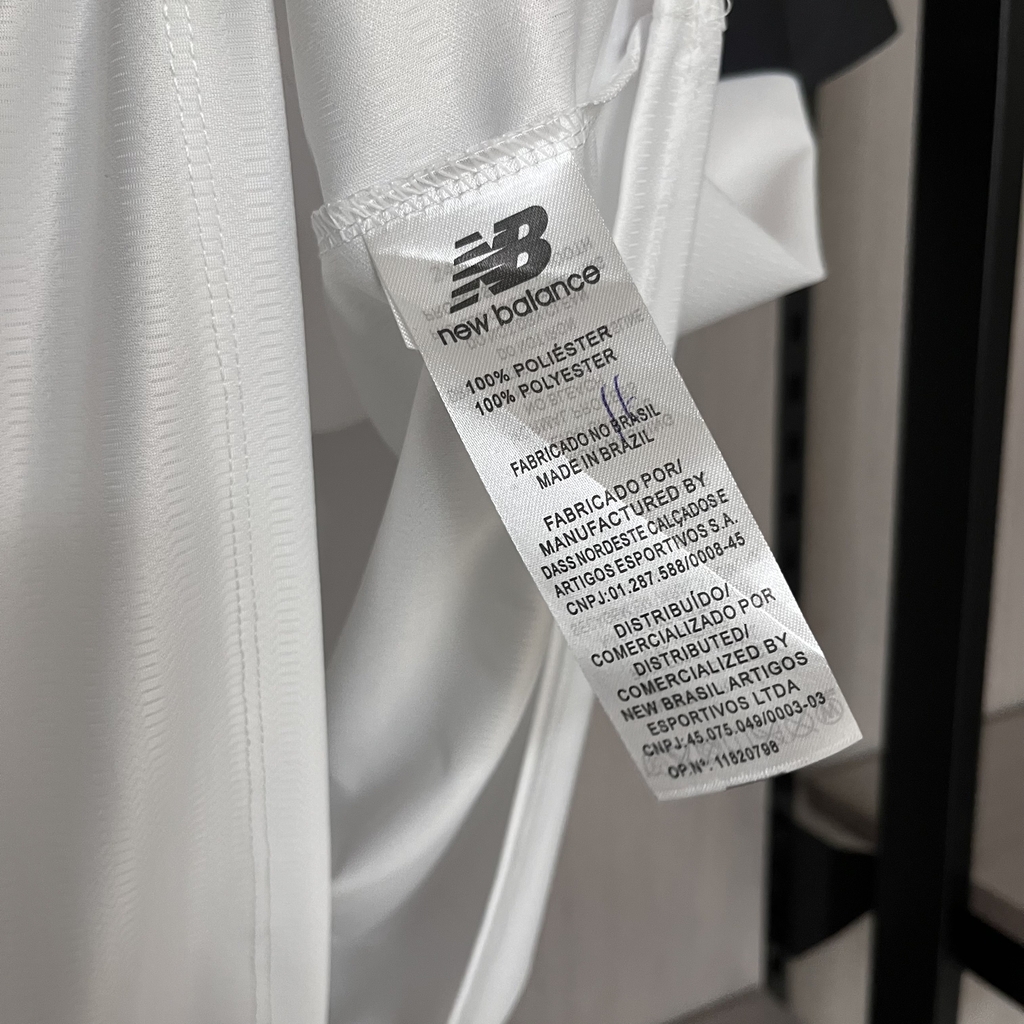 NB
new balance
100% POLIÉSTER
100% POLYESTER
FABRICADO NO BRASIL
MADE IN BRAZIL
FABRICADO POR/
MANUFACTURED BY
DASS NORDESTE CALÇADOS E
ARTIGOS ESPORTIVOS S.A.
CNPJ:01.287.588/0008-45
DISTRIBUÍDO/
COMERCIALIZADO POR
DISTRIBUTED/
COMMERCIALIZED BY
NEW BRASIL ARTIGOS
ESPORTIVOS LTDA
CNPJ:45.075.049/0003-03
OP.Nº: 11820798